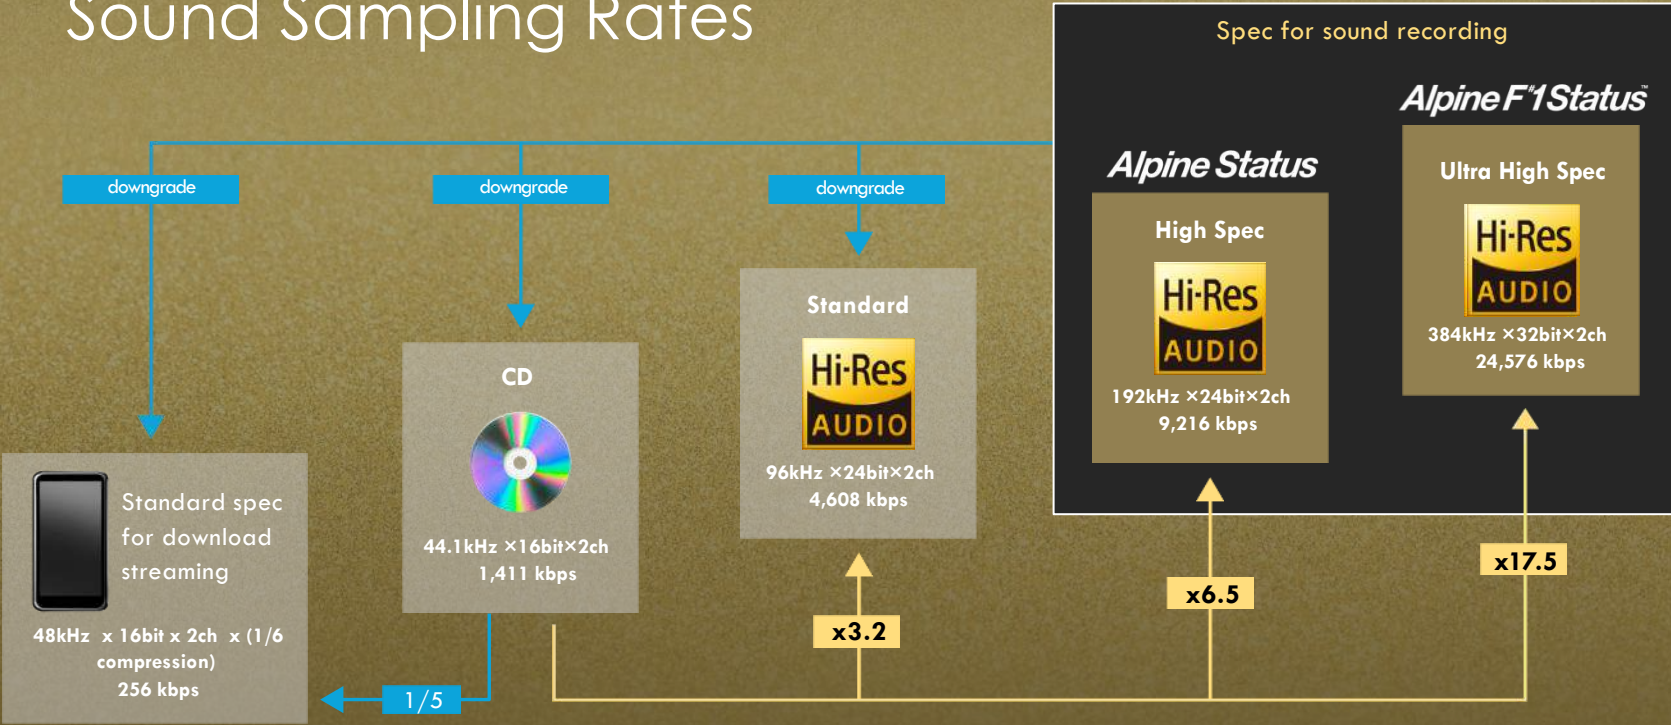 Sound Sampling Rates
Spec for sound recording
Alpine F#1Status™
Alpine Status
Ultra High Spec
Hi-Res
AUDIO
384kHz ×32bit×2ch
24,576 kbps
High Spec
Hi-Res
AUDIO
192kHz ×24bit×2ch
9,216 kbps
downgrade
downgrade
downgrade
Standard
Hi-Res
AUDIO
96kHz ×24bit×2ch
4,608 kbps
CD
44.1kHz ×16bit×2ch
1,411 kbps
Standard spec
for download
streaming
48kHz x 16bit x 2ch x (1/6
compression)
256 kbps
1/5
x3.2
x6.5
x17.5